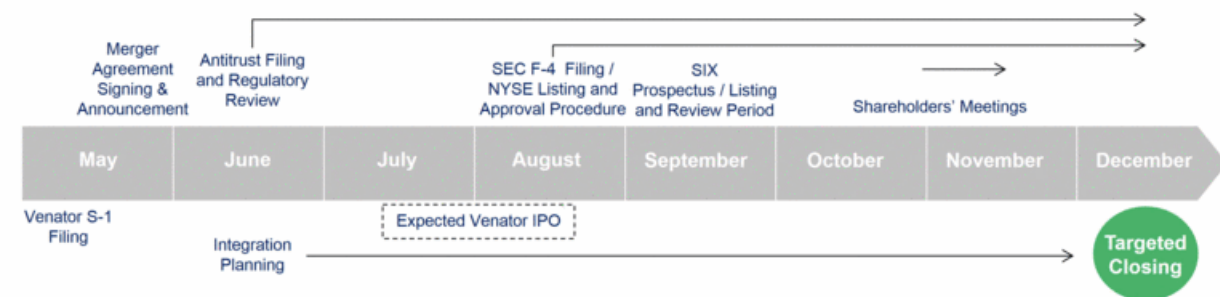 Merger
Agreement
Signing &
Announcement
Antitrust Filing
and Regulatory
Review
SEC F-4 Filing /
NYSE Listing and
Approval Procedure
SIX
Prospectus / Listing
and Review Period
Shareholders' Meetings
May
June
July
August
September
October
November
December
Venator S-1
Filing
Expected Venator IPO
Integration
Planning
Targeted
Closing